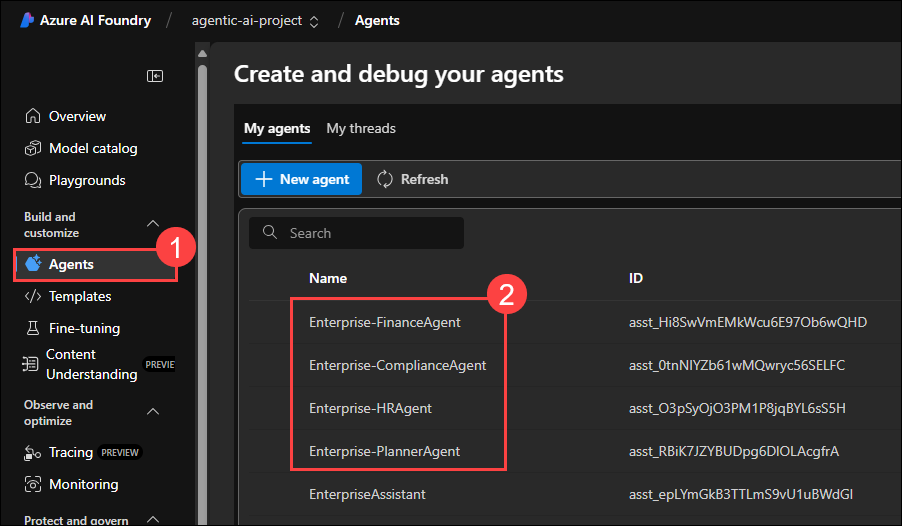 Azure AI Foundry / agentic-ai-project / Agents
Create and debug your agents
My agents My threads
New agent Refresh
Search
Name ID
Enterprise-FinanceAgent asst_Hi8SwVmEMkWcu6E97Ob6wQHD
Enterprise-ComplianceAgent asst_0tnNIYZb61wMQwryc56SELFC
Enterprise-HRAgent asst_O3pSyOjO3PM1P8jqBYL6sS5H
Enterprise-PlannerAgent asst_RBiK7JZYBUDpg6DlOLAcgfrA
EnterpriseAssistant asst_epLYmGkB3TTLmS9vU1uBWdGI
2
Overview
Model catalog
Playgrounds
Build and
customize
1
Agents
Templates
Fine-tuning
Content
Understanding PREVIE
Observe and
optimize
Tracing PREVIEW
Monitoring
Protect and govern